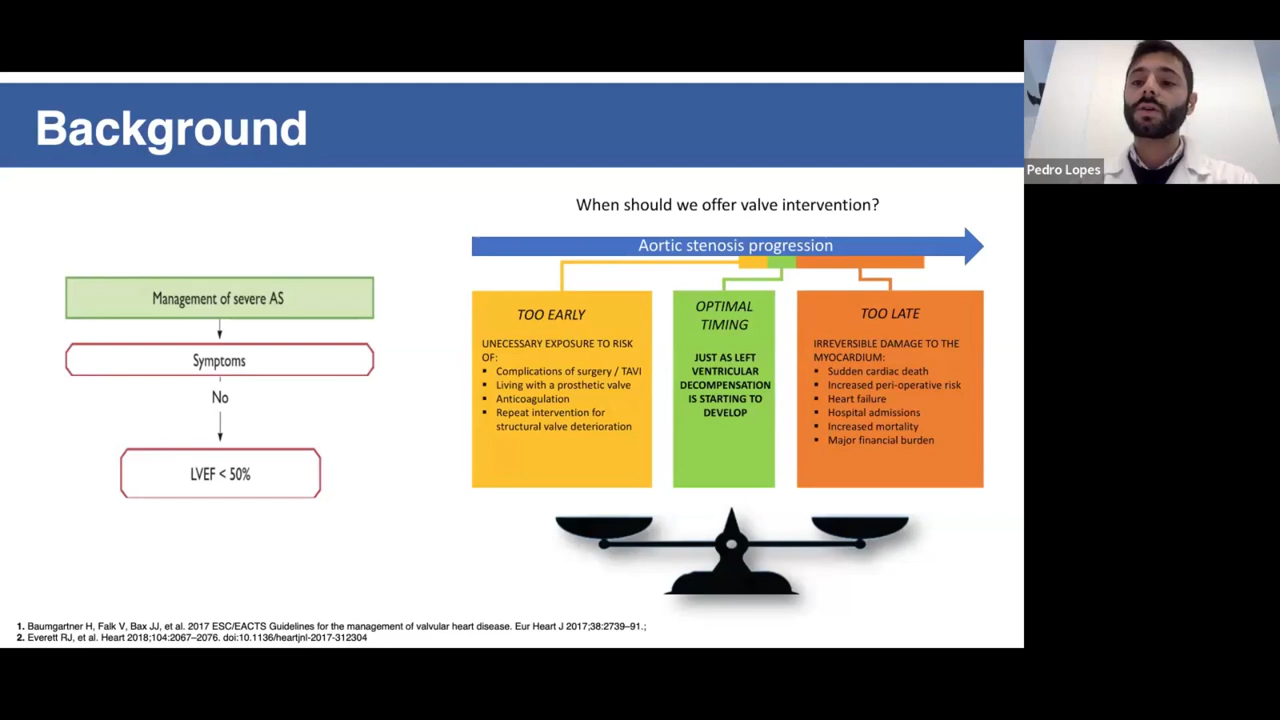 Background
Pedro Lopes
Management of severe AS
Symptoms
No
LVEF < 50%
When should we offer valve intervention?
Aortic stenosis progression
TOO EARLY
UNECESSARY EXPOSURE TO RISK
OF:
▪ Complications of surgery / TAVI
▪ Living with a prosthetic valve
▪ Anticoagulation
▪ Repeat intervention for
structural valve deterioration
OPTIMAL
TIMING
JUST AS LEFT
VENTRICULAR
DECOMPENSATION
IS STARTING TO
DEVELOP
TOO LATE
IRREVERSIBLE DAMAGE TO THE
MYOCARDIUM:
▪ Sudden cardiac death
▪ Increased peri-operative risk
▪ Heart failure
▪ Hospital admissions
▪ Increased mortality
▪ Major financial burden
1. Baumgartner H, Falk V, Bax JJ, et al. 2017 ESC/EACTS Guidelines for the management of valvular heart disease. Eur Heart J 2017;38:2739–91.;
2. Everett RJ, et al. Heart 2018;104:2067–2076. doi:10.1136/heartjnl-2017-312304